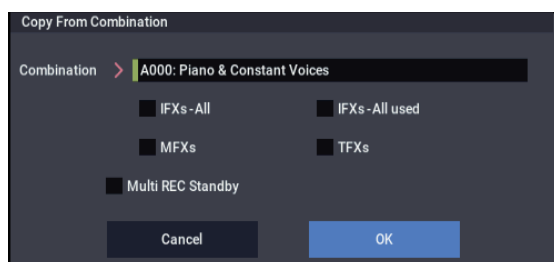 Copy From Combination
Combination > A000: Piano & Constant Voices
IFXs-All IFXs-All used
MFXs TFXs
Multi REC Standby
Cancel OK